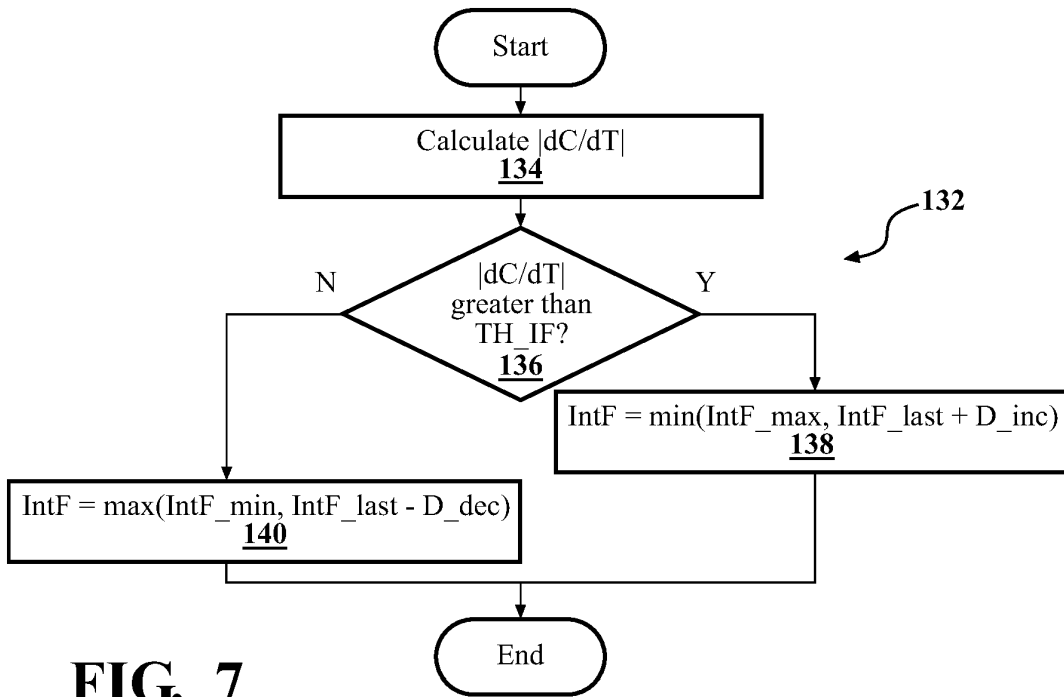 Start
Calculate |dC/dT|
134
132
N
|dC/dT|
Y
greater than
TH_IF?
136
IntF = min(IntF_max, IntF_last + D_inc)
138
IntF = max(IntF_min, IntF_last - D_dec)
140
End
FIG. 7